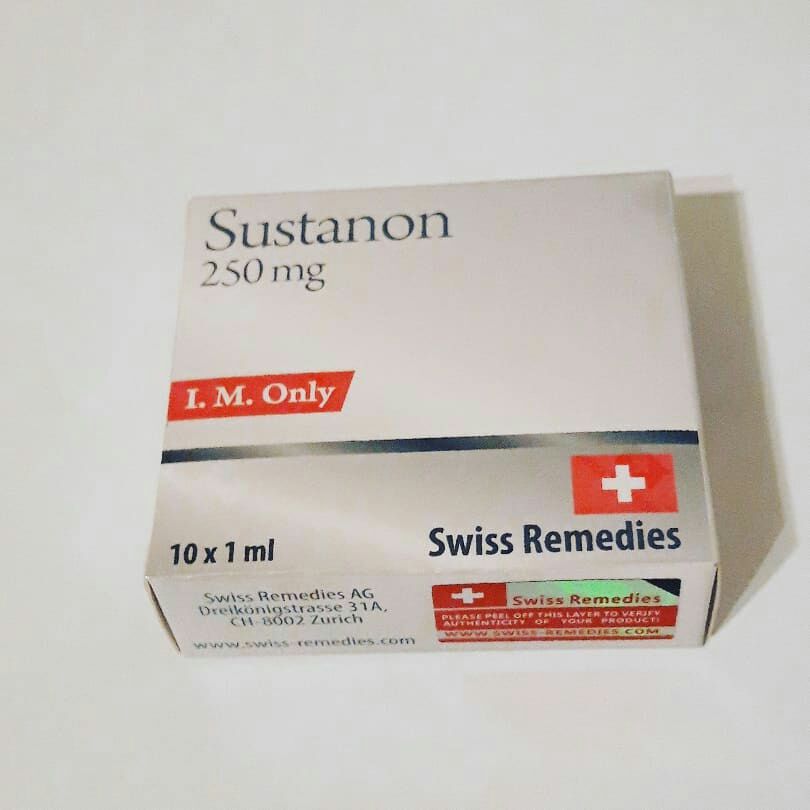 Sustanon
250 mg
I. M. Only
Swiss Remedies
10 x 1 ml
Swiss Remedies AG
Dreikönigstrasse 31A,
CH-8002 Zurich
www.swiss-remedies.com
Swiss Remedies
PLEASE PEEL OFF THIS LAYER TO VERIFY
AUTHENTICITY OF YOUR PRODUCT!
WWW.SWISS-REMEDIES.COM